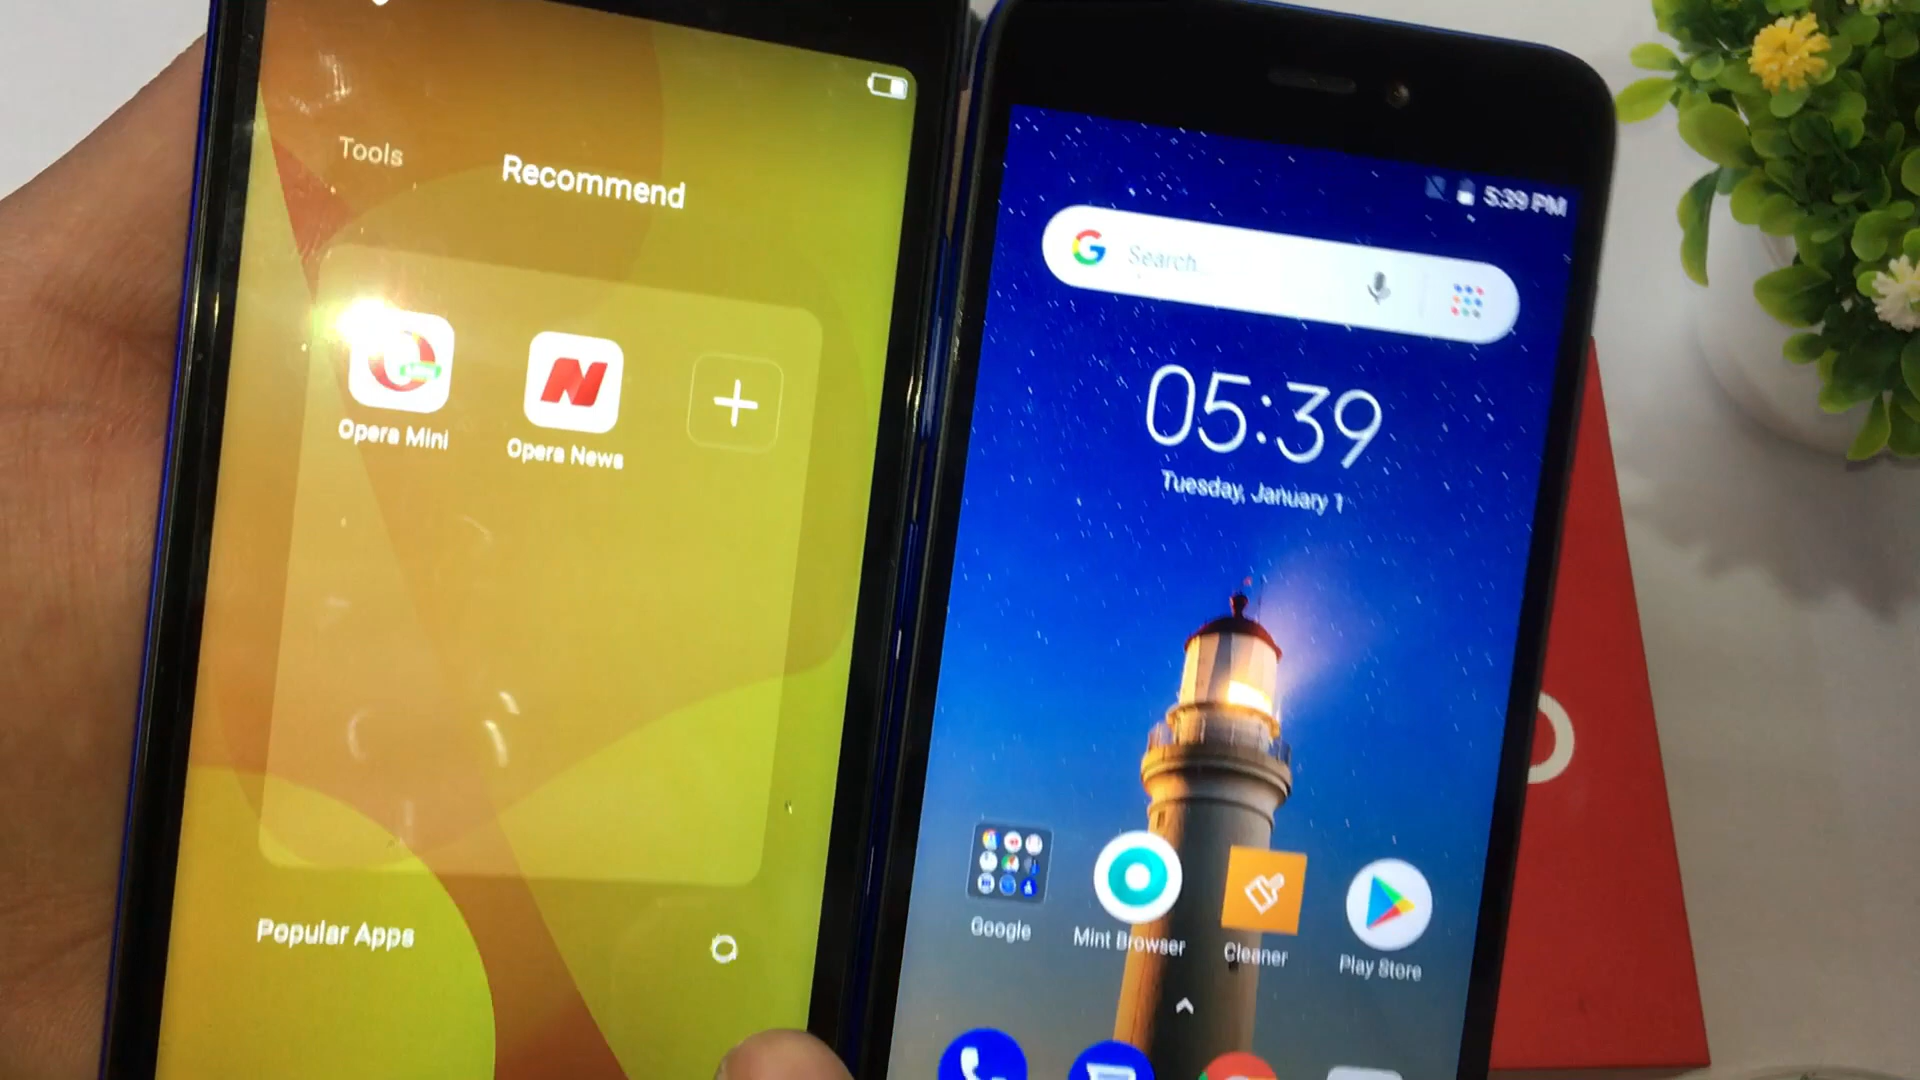 Tools
Recommend
Opera Mini
Opera News
Popular Apps
5:39 PM
Search...
05:39
Tuesday, January 1
Google
Mint Browser
Cleaner
Play Store